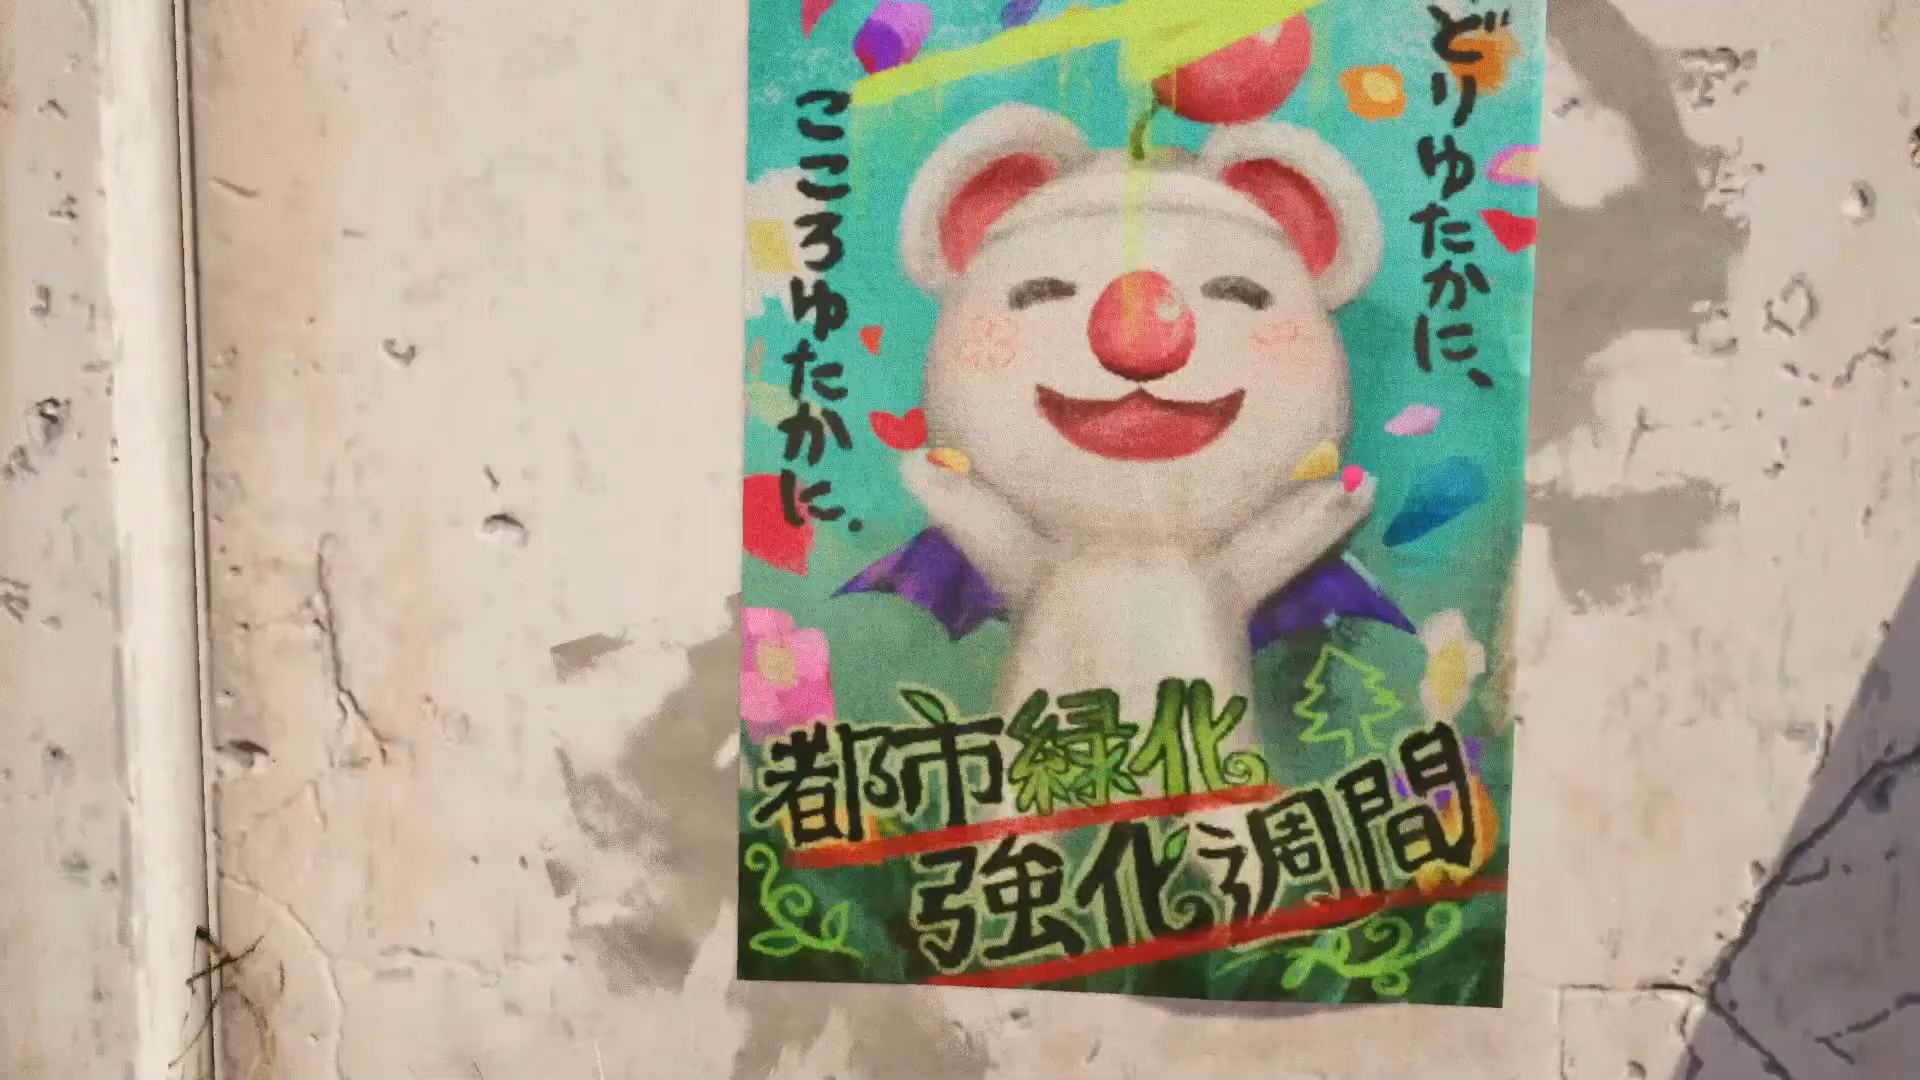 どりゆたかに、
こころゆたかに.
都市緑化
強化週間